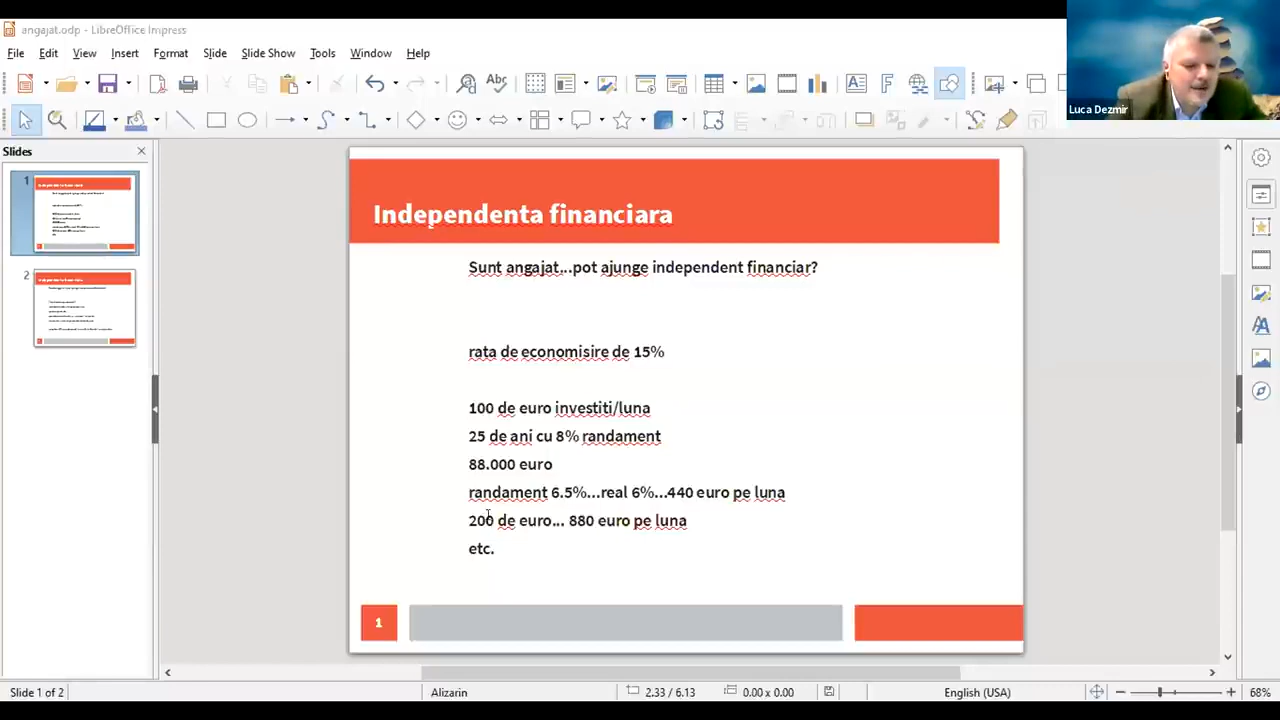 angajat.odp - LibreOffice Impress
File Edit View Insert Format Slide Slide Show Tools Window Help
Luca Dezmir
Slides
1
2
Independenta financiara
Sunt angajat...pot ajunge independent financiar?
rata de economisire de 15%
100 de euro investiti/luna
25 de ani cu 8% randament
88.000 euro
randament 6.5%...real 6%...440 euro pe luna
200 de euro... 880 euro pe luna
etc.
1
Slide 1 of 2 Alizarin 2.33 / 6.13 0.00 x 0.00 English (USA) 68%